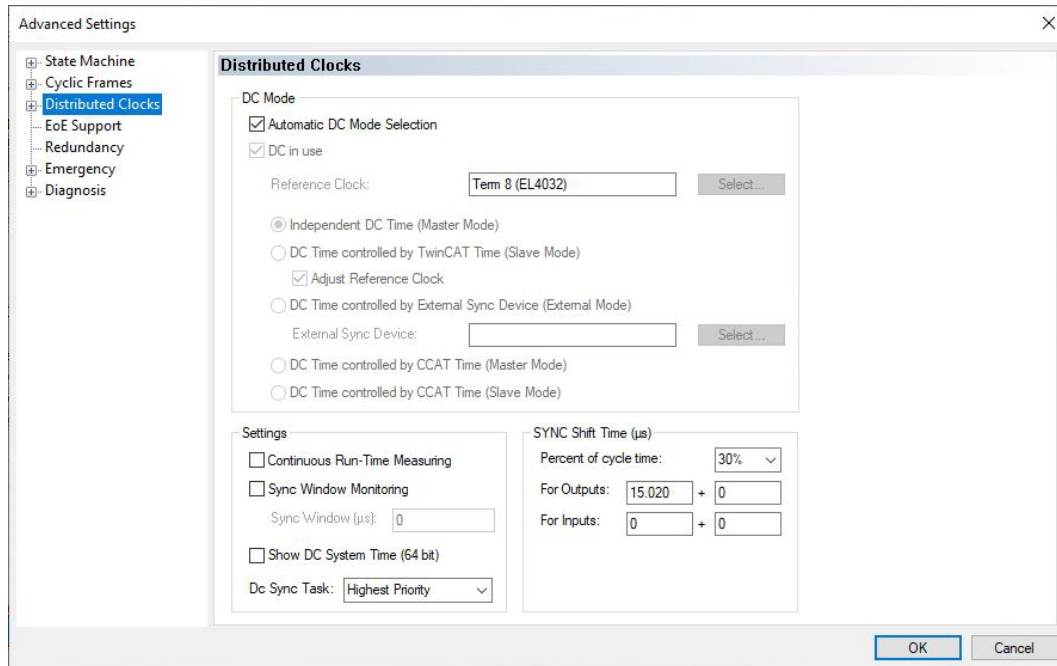 Advanced Settings
State Machine
Cyclic Frames
Distributed Clocks
EoE Support
Redundancy
Emergency
Diagnosis
Distributed Clocks
DC Mode
Automatic DC Mode Selection
DC in use
Reference Clock: Term 8 (EL4032) Select...
Independent DC Time (Master Mode)
DC Time controlled by TwinCAT Time (Slave Mode)
Adjust Reference Clock
DC Time controlled by External Sync Device (External Mode)
External Sync Device: Select...
DC Time controlled by CCAT Time (Master Mode)
DC Time controlled by CCAT Time (Slave Mode)
Settings
Continuous Run-Time Measuring
Sync Window Monitoring
Sync Window (µs): 0
Show DC System Time (64 bit)
Dc Sync Task: Highest Priority
SYNC Shift Time (µs)
Percent of cycle time: 30%
For Outputs: 15.020 + 0
For Inputs: 0 + 0
OK Cancel